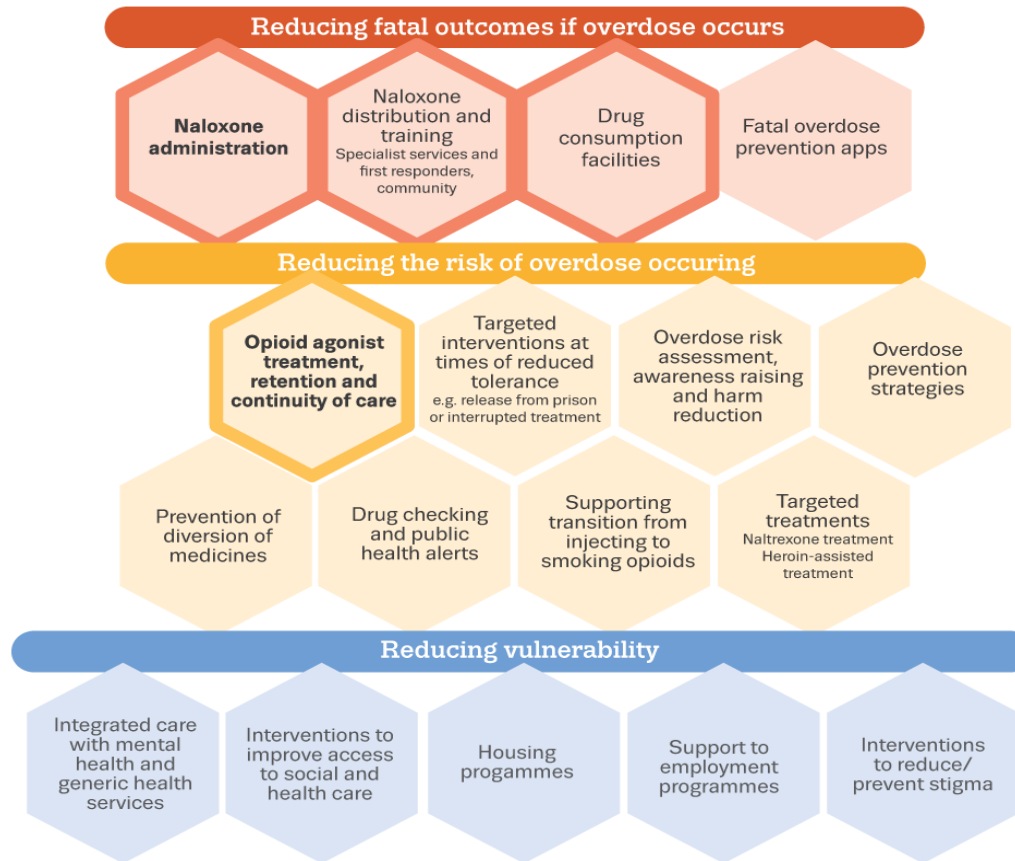 Reducing fatal outcomes if overdose occurs
Naloxone
administration
Naloxone
distribution and
training
Specialist services and
first responders,
community
Drug
consumption
facilities
Fatal overdose
prevention apps
Reducing the risk of overdose occuring
Opioid agonist
treatment,
retention and
continuity of care
Targeted
interventions at
times of reduced
tolerance
e.g. release from prison
or interrupted treatment
Overdose risk
assessment,
awareness raising
and harm
reduction
Overdose
prevention
strategies
Prevention of
diversion of
medicines
Drug checking
and public
health alerts
Supporting
transition from
injecting to
smoking opioids
Targeted
treatments
Naltrexone treatment
Heroin-assisted
treatment
Reducing vulnerability
Integrated care
with mental
health and
generic health
services
Interventions to
improve access
to social and
health care
Housing
progammes
Support to
employment
programmes
Interventions
to reduce/
prevent stigma